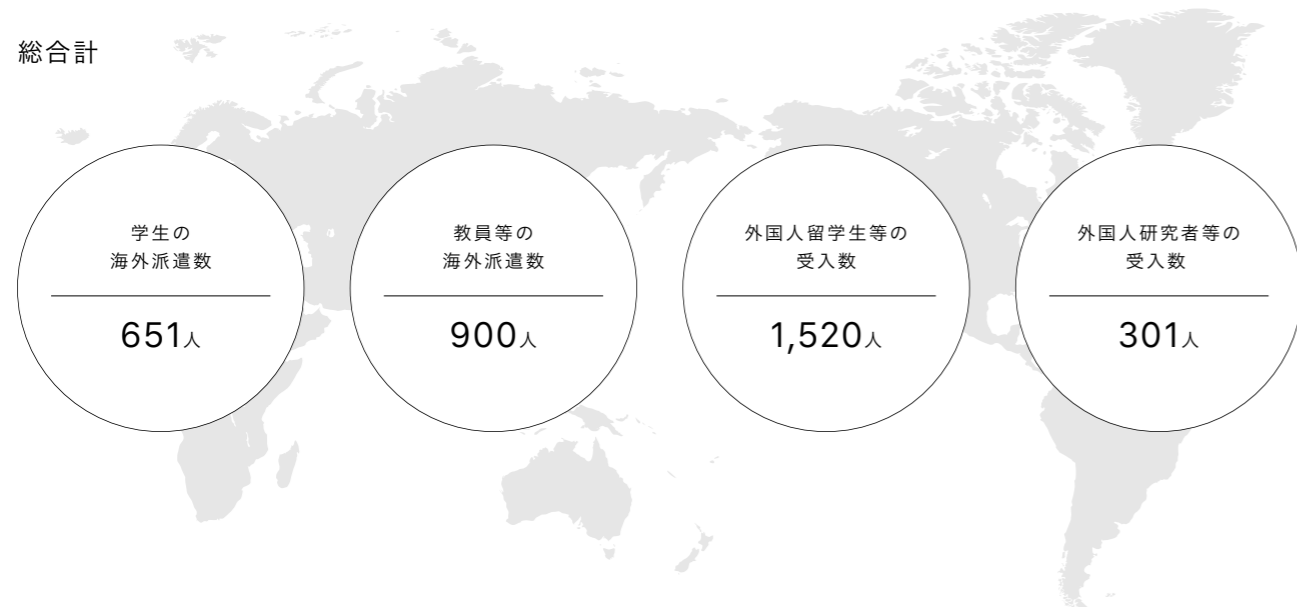 総合計
学生の
海外派遣数
651人
教員等の
海外派遣数
900人
外国人留学生等の
受入数
1,520人
外国人研究者等の
受入数
301人